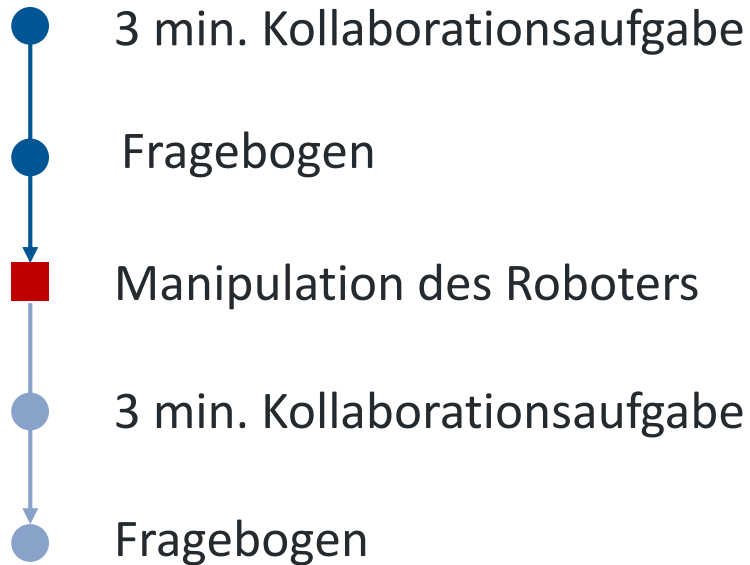 3 min. Kollaborationsaufgabe
Fragebogen
Manipulation des Roboters
3 min. Kollaborationsaufgabe
Fragebogen